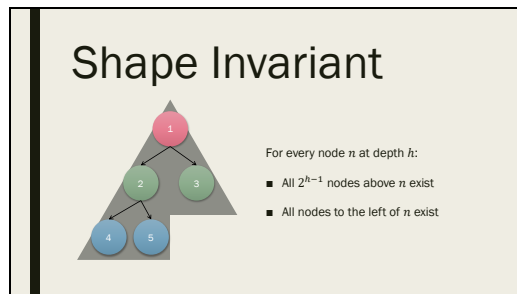 Shape Invariant
1
2
3
4
5
For every node n at depth h:
■ All 2^{h−1} nodes above n exist
■ All nodes to the left of n exist